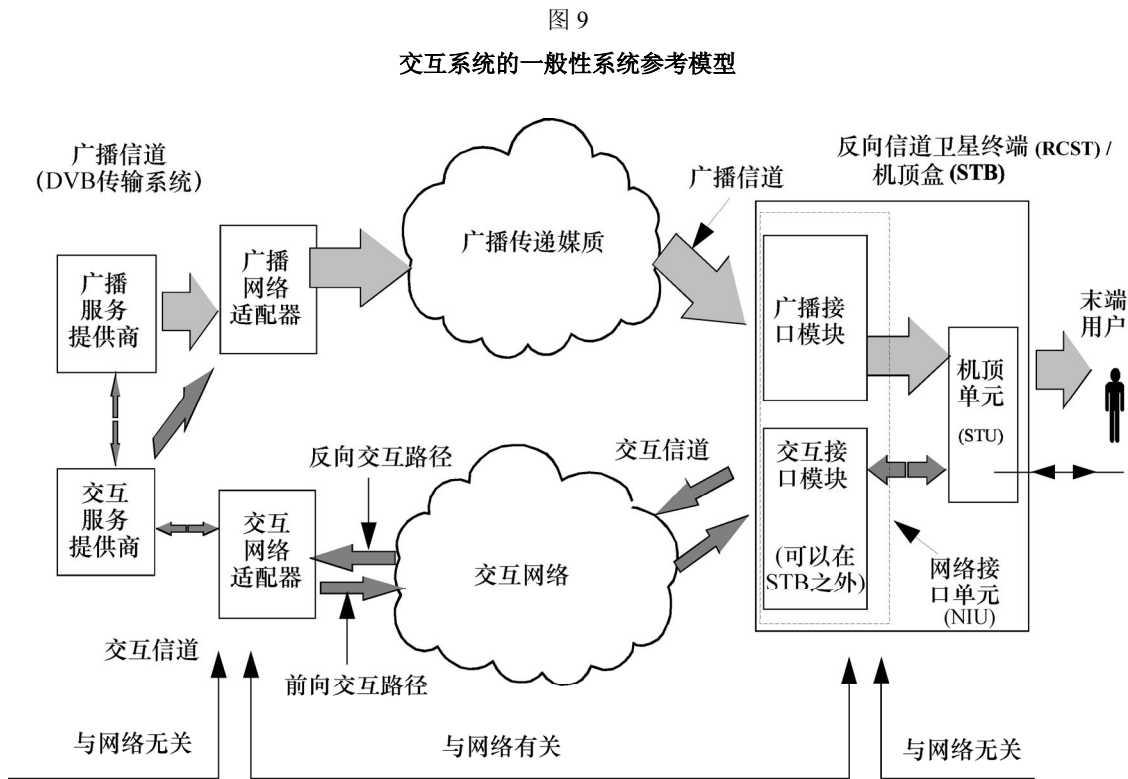 图 9
交互系统的一般性系统参考模型
广播信道
（DVB传输系统）
反向信道卫星终端 (RCST) /
机顶盒 (STB)
广播信道
广播
服务
提供商
广播
网络
适配器
广播传递媒质
广播接
口模块
机顶
单元
(STU)
末端
用户
交互
服务
提供商
交互
网络
适配器
反向交互路径
交互网络
交互信道
交互接
口模块
(可以在
STB之外)
网络接
口单元
(NIU)
交互信道
前向交互路径
与网络无关
与网络有关
与网络无关